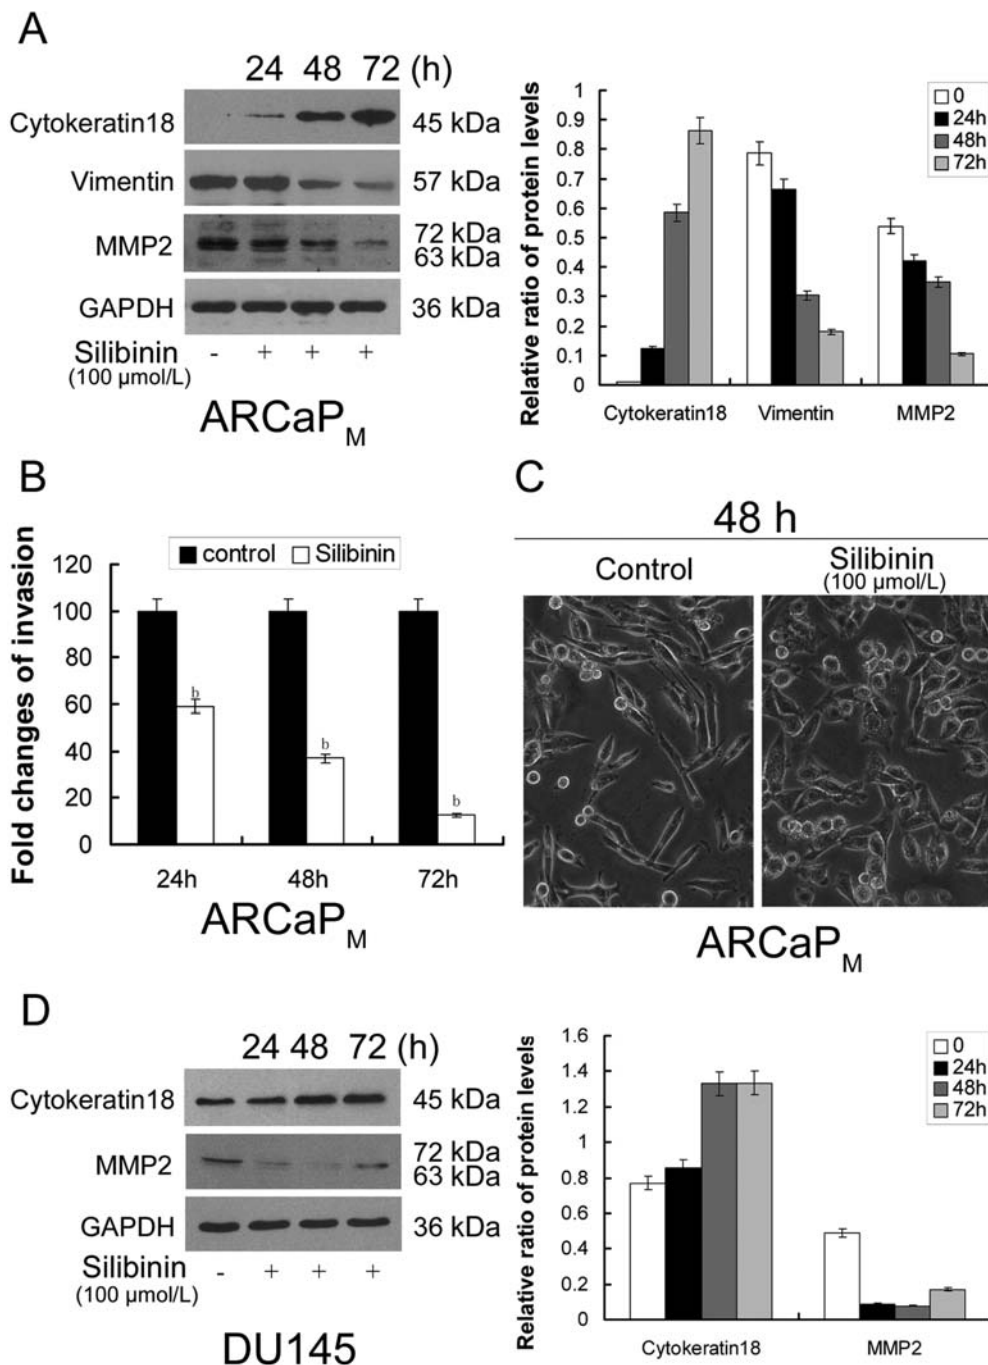 A
24 48 72 (h)
Cytokeratin18 45 kDa
Vimentin 57 kDa
MMP2 72 kDa
63 kDa
GAPDH 36 kDa
Silibinin - + + +
(100 µmol/L)
ARCaPM
Relative ratio of protein levels
0
24h
48h
72h
1
0.9
0.8
0.7
0.6
0.5
0.4
0.3
0.2
0.1
0
Cytokeratin18 Vimentin MMP2
B
Fold changes of invasion
control Silibinin
120
100
80
60
40
20
0
b
b
b
24h 48h 72h
ARCaPM
C
48 h
Control Silibinin
(100 µmol/L)
ARCaPM
D
24 48 72 (h)
Cytokeratin18 45 kDa
MMP2 72 kDa
63 kDa
GAPDH 36 kDa
Silibinin - + + +
(100 µmol/L)
DU145
Relative ratio of protein levels
0
24h
48h
72h
1.6
1.4
1.2
1
0.8
0.6
0.4
0.2
0
Cytokeratin18 MMP2